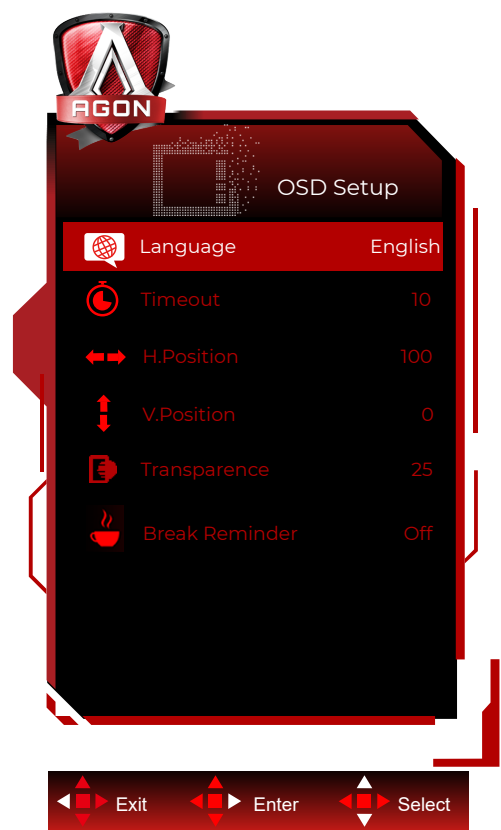 AGON
OSD Setup
Language English
Timeout 10
H.Position 100
V.Position 0
Transparence 25
Break Reminder Off
Exit Enter Select